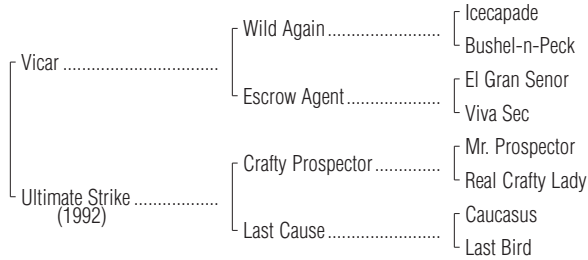 Icecapade
Wild Again ....................
Bushel-n-Peck
Vicar ............................
El Gran Senor
Escrow Agent .................
Viva Sec
Mr. Prospector
Crafty Prospector ............
Real Crafty Lady
Ultimate Strike ...............
(1992)
Caucasus
Last Cause ....................
Last Bird